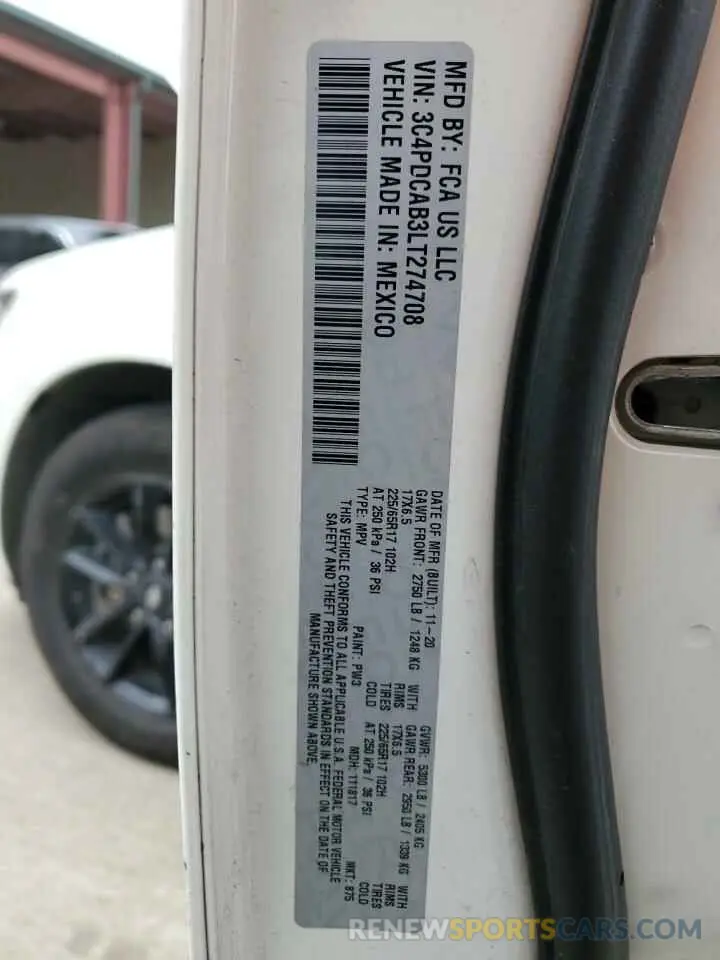 MFD BY: FCA US LLC
VIN: 3C4PDCAB3LT274708
VEHICLE MADE IN: MEXICO
DATE OF MFR (BUILT): 11-20 GVWR: 5300 LB / 2405 KG
GAWR FRONT: 2750 LB / 1248 KG WITH GAWR REAR: 2950 LB / 1339 KG WITH
17X6.5 RIMS 17X6.5 RIMS
225/65R17 102H TIRES 225/65R17 102H TIRES
AT 250 kPa / 36 PSI COLD AT 250 kPa / 36 PSI COLD
TYPE: MPV PAINT: PW3 MDH: 111817 MKT: 875
THIS VEHICLE CONFORMS TO ALL APPLICABLE U.S.A. FEDERAL MOTOR VEHICLE
SAFETY AND THEFT PREVENTION STANDARDS IN EFFECT ON THE DATE OF
MANUFACTURE SHOWN ABOVE.
RENEWSPORTSCARS.COM